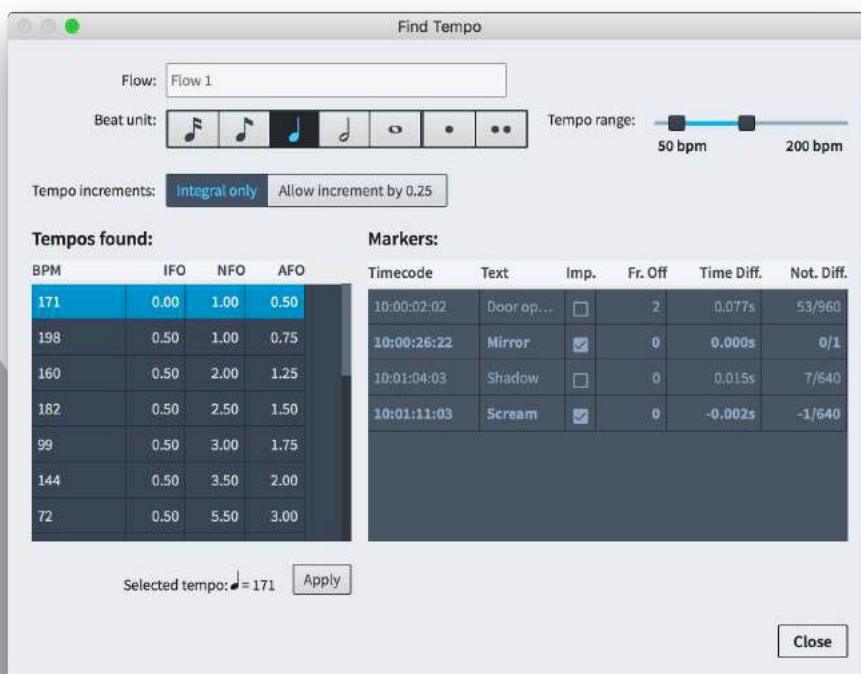 Find Tempo
Flow: Flow 1
Beat unit:
Tempo range:
50 bpm 200 bpm
Tempo increments: Integral only Allow increment by 0.25
Tempos found:
BPM IFO NFO AFO
171 0.00 1.00 0.50
198 0.50 1.00 0.75
160 0.50 2.00 1.25
182 0.50 2.50 1.50
99 0.50 3.00 1.75
144 0.50 3.50 2.00
72 0.50 5.50 3.00
Markers:
Timecode Text Imp. Fr. Off Time Diff. Not. Diff.
10:00:02:02 Door op... 2 0.077s 53/960
10:00:26:22 Mirror 0 0.000s 0/1
10:01:04:03 Shadow 0 0.015s 7/640
10:01:11:03 Scream 0 -0.002s -1/640
Selected tempo: = 171 Apply
Close